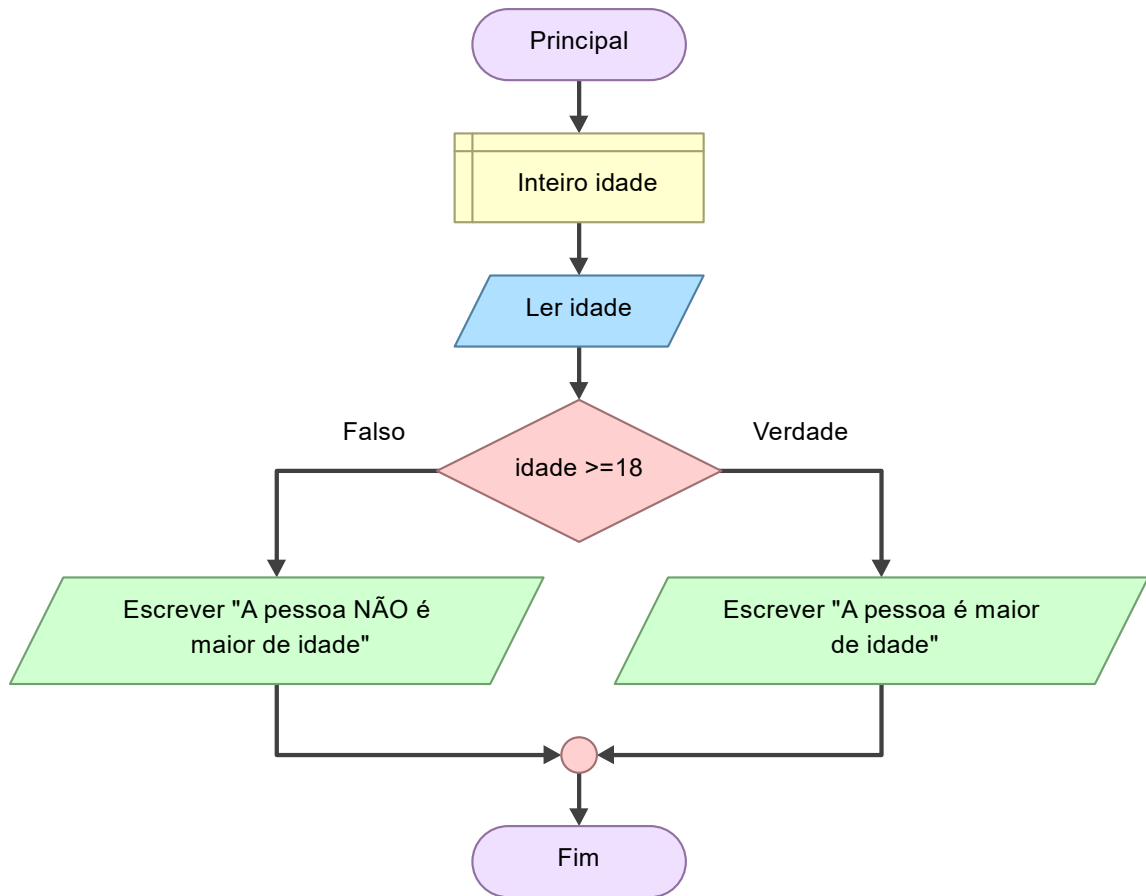 Principal
Inteiro idade
Ler idade
Falso
Verdade
idade >=18
Escrever "A pessoa NÃO é
maior de idade"
Escrever "A pessoa é maior
de idade"
Fim